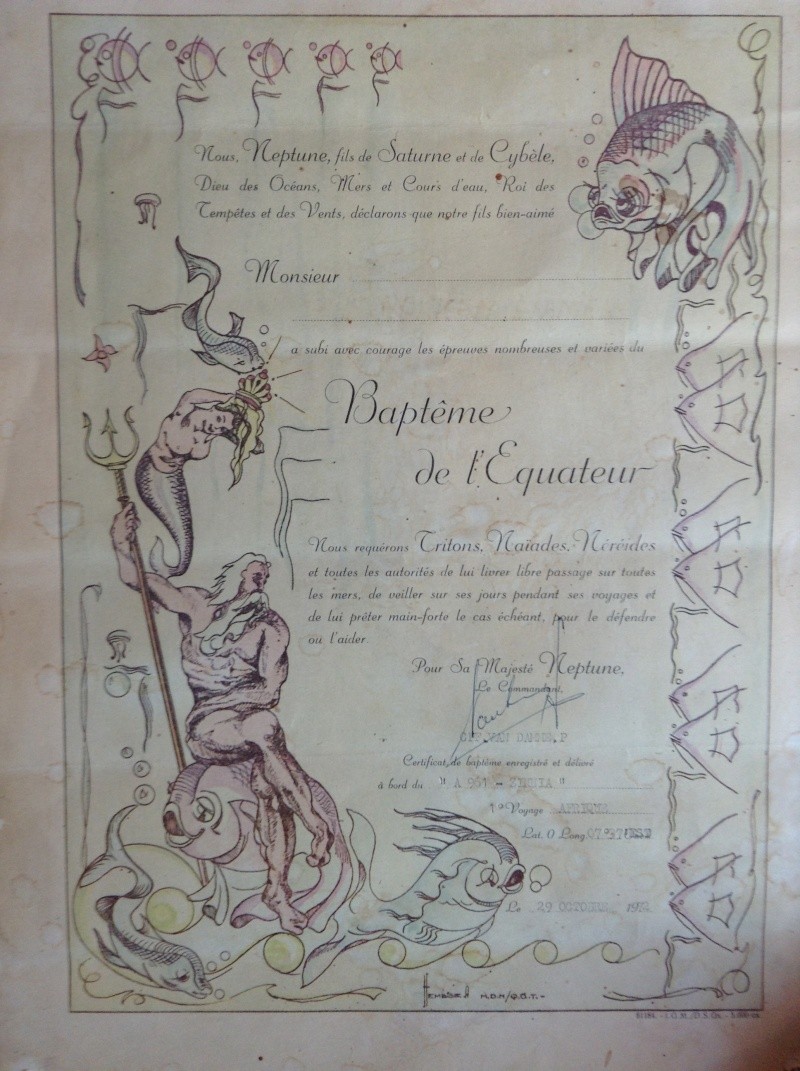 Nous, Neptune, fils de Saturne et de Cybèle,
Dieu des Océans, Mers et Cours d'eau, Roi des
Tempêtes et des Vents, déclarons que notre fils bien-aimé
Monsieur
a subi avec courage les épreuves nombreuses et variées du
Baptême
de l'Equateur
Nous requérons Tritons, Naïades, Néréides
et toutes les autorités de lui livrer libre passage sur toutes
les mers, de veiller sur ses jours pendant ses voyages et
de lui prêter main-forte le cas échéant, pour le défendre
ou l'aider.
Pour Sa Majesté Neptune,
Le Commandant,
VAN DAMME P
Certificat de baptême enregistré et délivré
à bord du " A 961 -
Voyage
Lat. 0 Long.
Le 29 OCTOBRE
M.D.N/Q.G.T.-